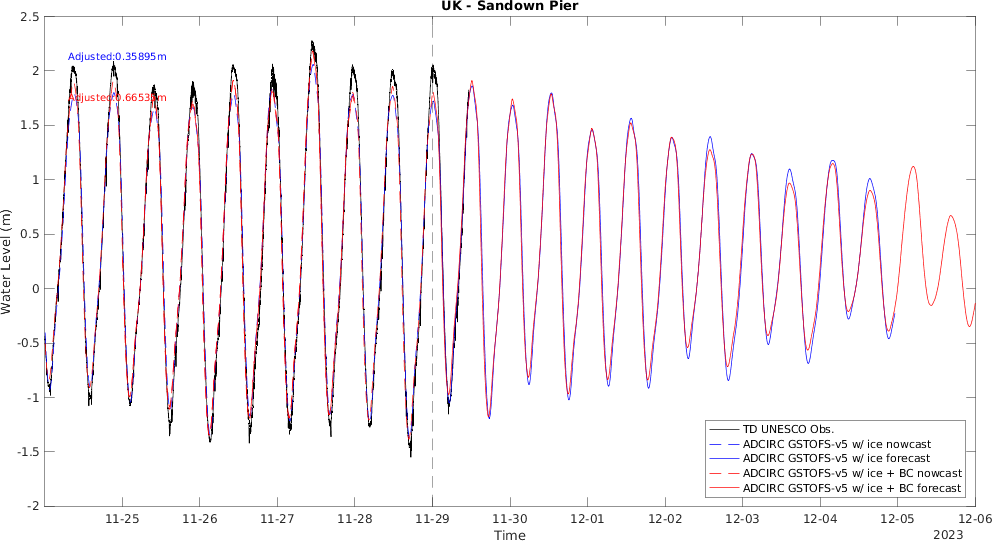 UK - Sandown Pier
2.5
2
1.5
1
0.5
0
-0.5
-1
-1.5
-2
Water Level (m)
Adjusted:0.35895m
TD UNESCO Obs.
ADCIRC GSTOFS-v5 w/ ice nowcast
ADCIRC GSTOFS-v5 w/ ice forecast
ADCIRC GSTOFS-v5 w/ ice + BC nowcast
ADCIRC GSTOFS-v5 w/ ice + BC forecast
11-25 11-26 11-27 11-28 11-29 11-30 12-01 12-02 12-03 12-04 12-05 12-06
Time
2023